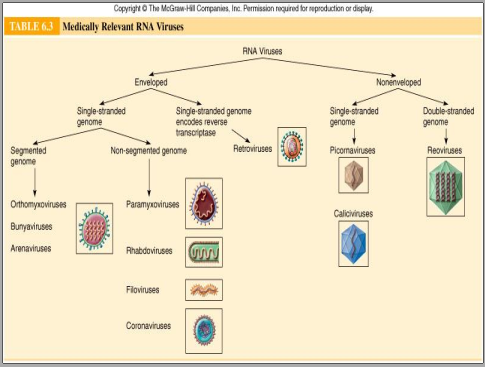 Copyright © The McGraw-Hill Companies, Inc. Permission required for reproduction or display.
TABLE 6.3 Medically Relevant RNA Viruses
RNA Viruses
Enveloped
Nonenveloped
Single-stranded
genome
Single-stranded genome
encodes reverse
transcriptase
Single-stranded
genome
Double-stranded
genome
Segmented
genome
Non-segmented genome
Retroviruses
Picornaviruses
Reoviruses
Orthomyxoviruses
Bunyaviruses
Arenaviruses
Paramyxoviruses
Rhabdoviruses
Filoviruses
Coronaviruses
Caliciviruses